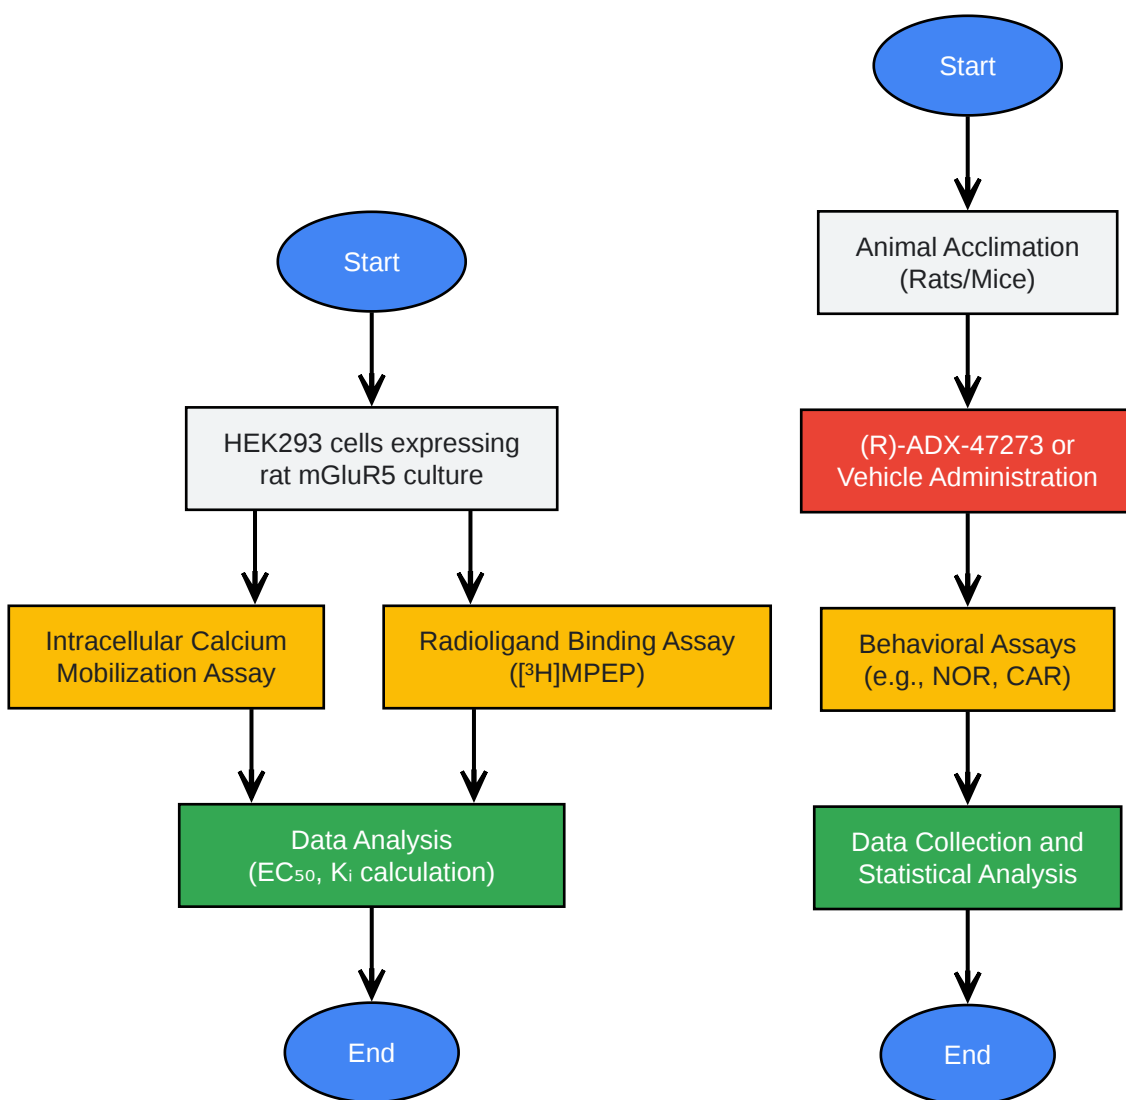 Start
HEK293 cells expressing
rat mGluR5 culture
Intracellular Calcium
Mobilization Assay
Radioligand Binding Assay
([³H]MPEP)
Data Analysis
(EC₅₀, Kᵢ calculation)
End
Start
Animal Acclimation
(Rats/Mice)
(R)-ADX-47273 or
Vehicle Administration
Behavioral Assays
(e.g., NOR, CAR)
Data Collection and
Statistical Analysis
End